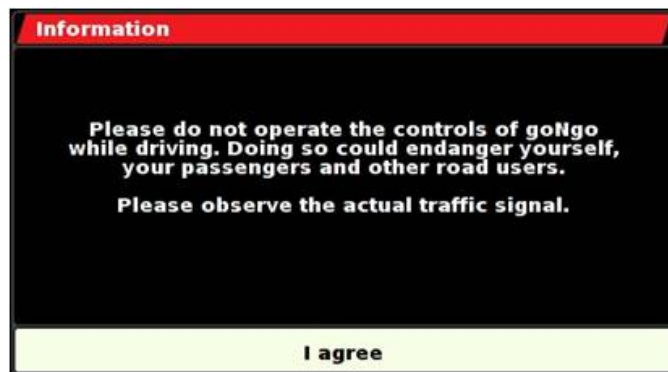 Information
Please do not operate the controls of goNgo
while driving. Doing so could endanger yourself,
your passengers and other road users.
Please observe the actual traffic signal.
I agree